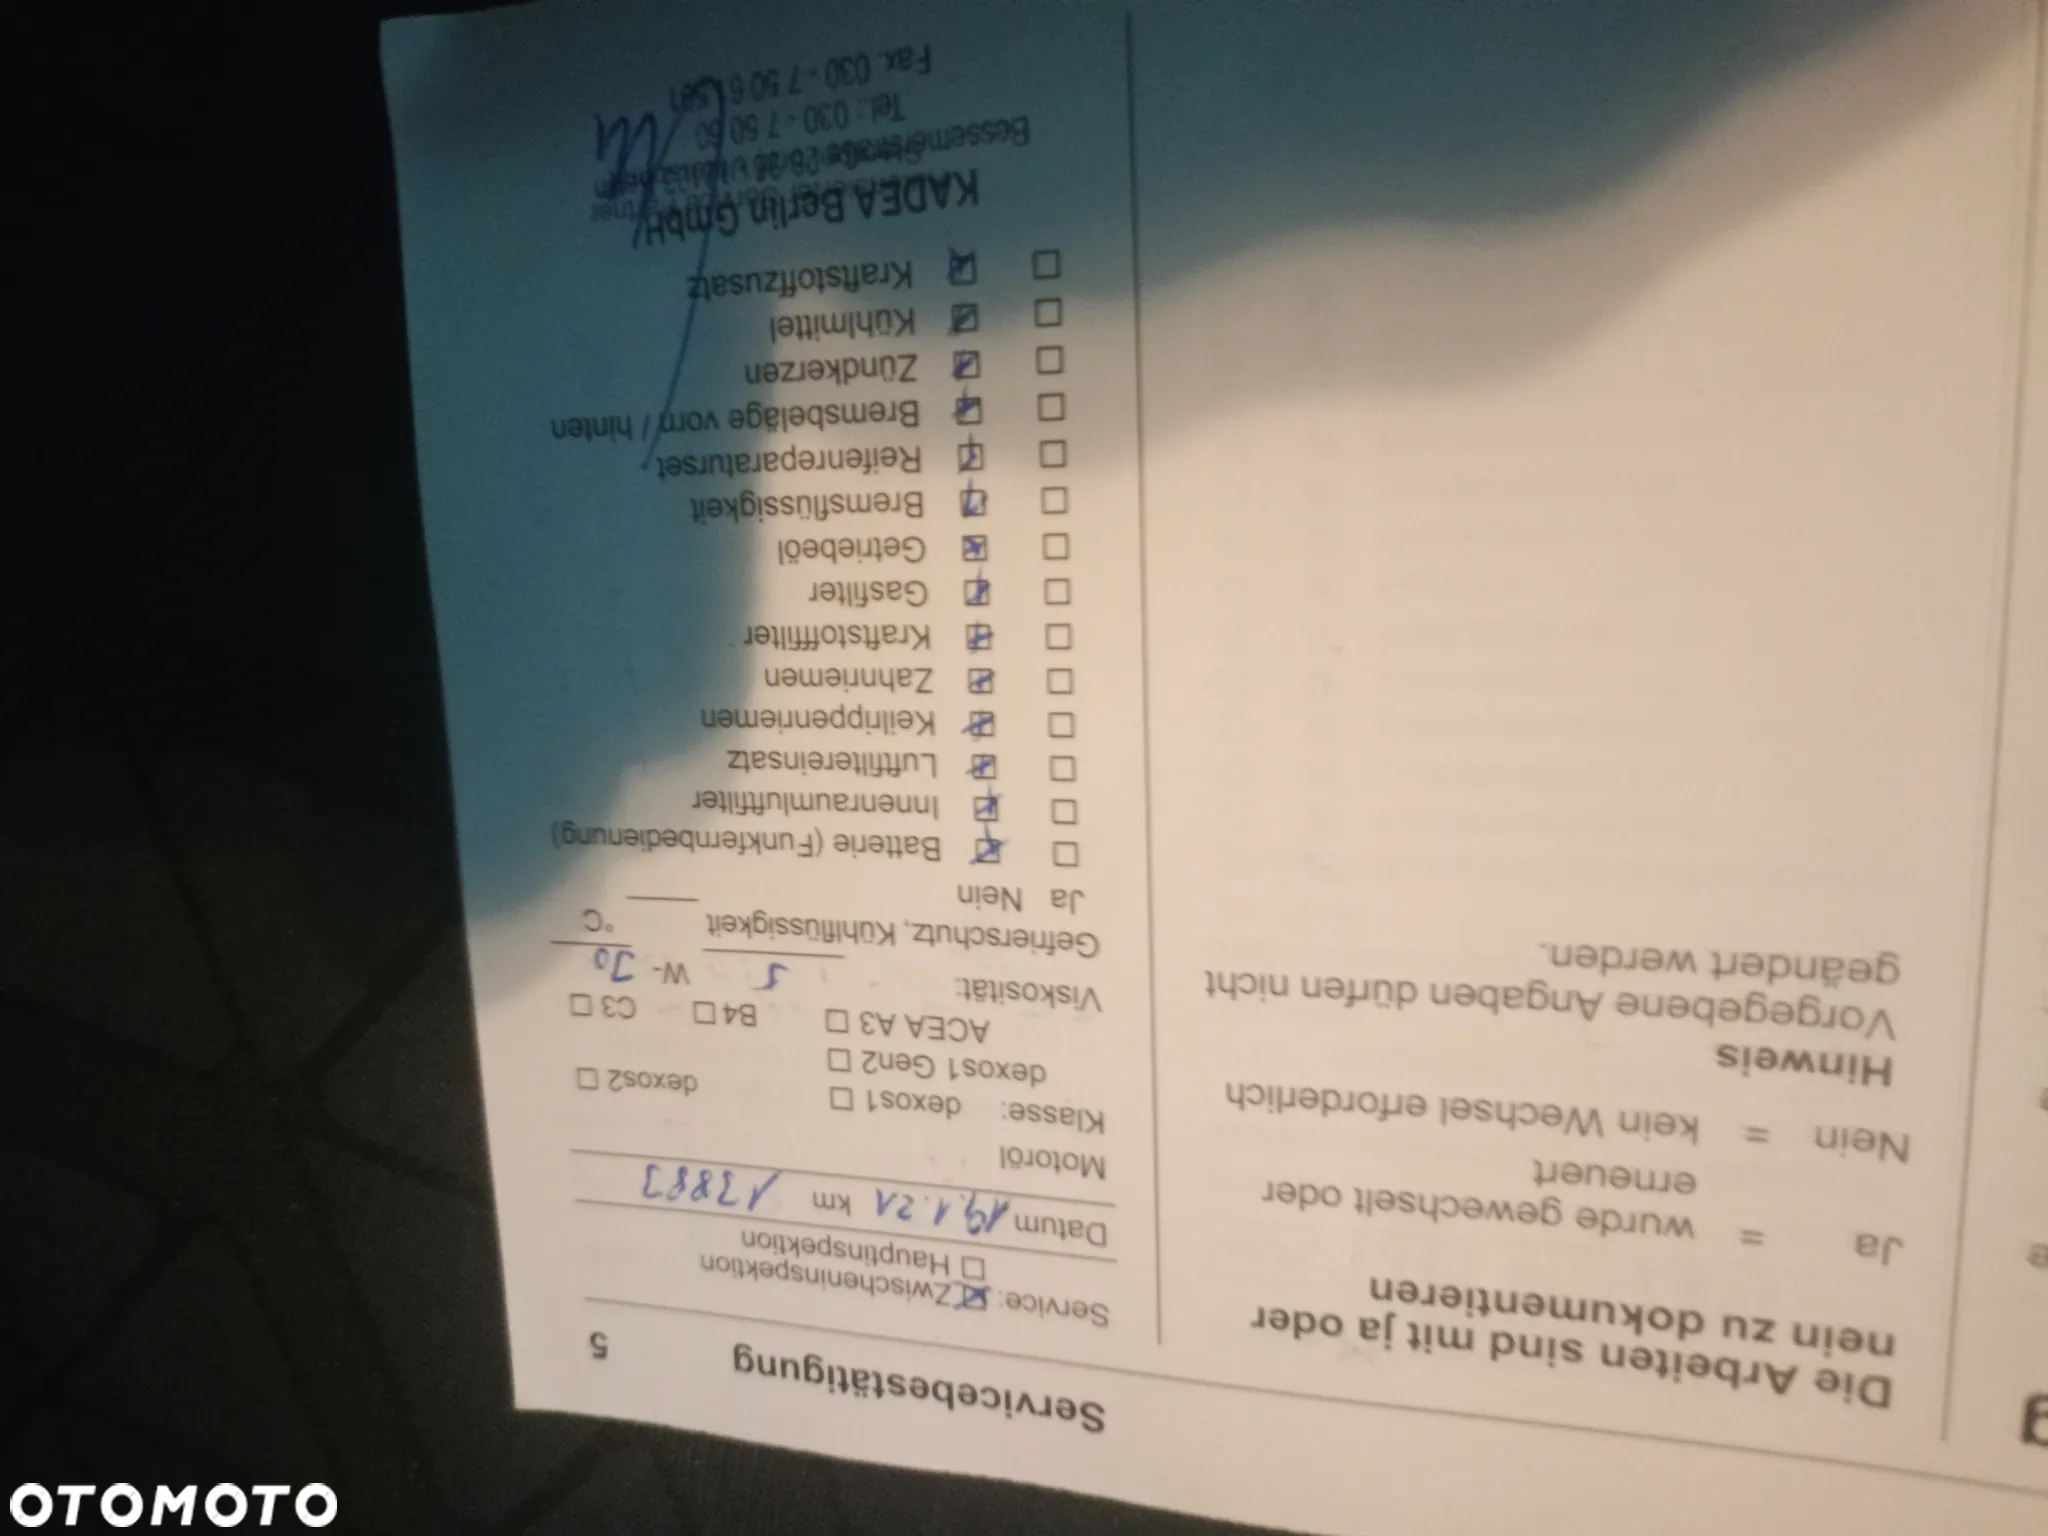 Servicebestätigung 5
Die Arbeiten sind mit ja oder
nein zu dokumentieren
Ja = wurde gewechselt oder
erneuert
Nein = kein Wechsel erforderlich
Hinweis
Vorgegebene Angaben dürfen nicht
geändert werden.
Service: Zwischeninspektion
Hauptinspektion
Datum 19.1.21 km 13883
Motoröl
Klasse: dexos1 dexos2
dexos1 Gen2
ACEA A3 B4 C3
Viskosität: 5 W- 30
Gefrierschutz, Kühlflüssigkeit °C
Ja Nein
Batterie (Funkfernbedienung)
Innenraumluftfilter
Luftfiltereinsatz
Keilrippenriemen
Zahnriemen
Kraftstofffilter
Gasfilter
Getriebeöl
Bremsflüssigkeit
Reifenreparaturset
Bremsbeläge vorn / hinten
Zündkerzen
Kühlmittel
Kraftstoffzusatz
KADEA Berlin GmbH
Tel.: 030 - 7 50 60
Fax. 030 - 7 50 6
OTOMOTO